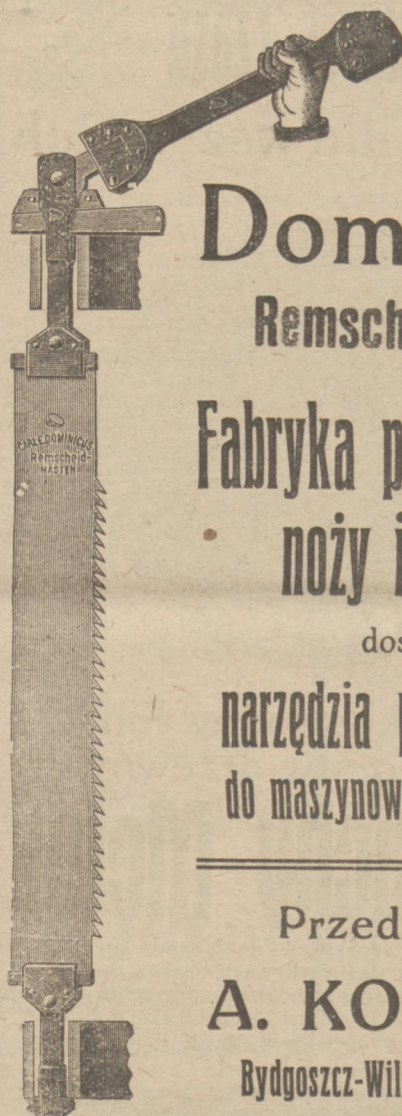 CARL E. DOMINICUS
Remscheid-
HASTEN
Dom
Remsch
Fabryka p
noży i
dos
narzędzia p
do maszynow
Przed
A. KO
Bydgoszcz-Wil